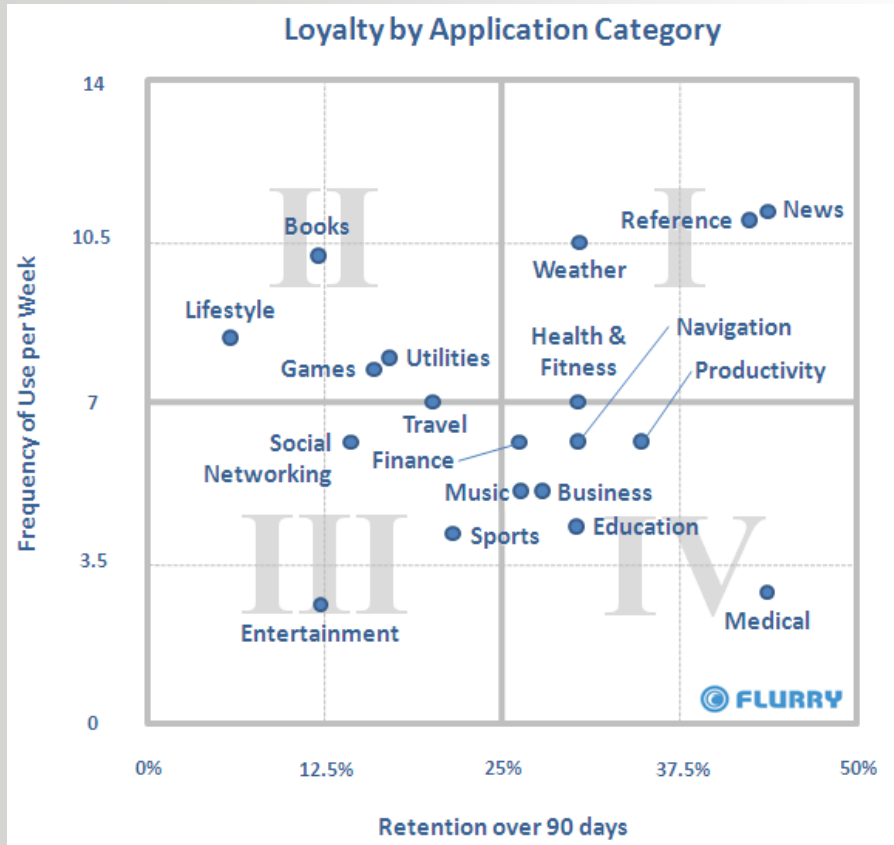 Loyalty by Application Category
14
10.5
7
3.5
0
Frequency of Use per Week
II
I
III
IV
Books
Reference
News
Weather
Lifestyle
Navigation
Health &
Fitness
Utilities
Games
Productivity
Travel
Social
Networking
Finance
Music
Business
Education
Sports
Entertainment
Medical
FLURRY
0%
12.5%
25%
37.5%
50%
Retention over 90 days